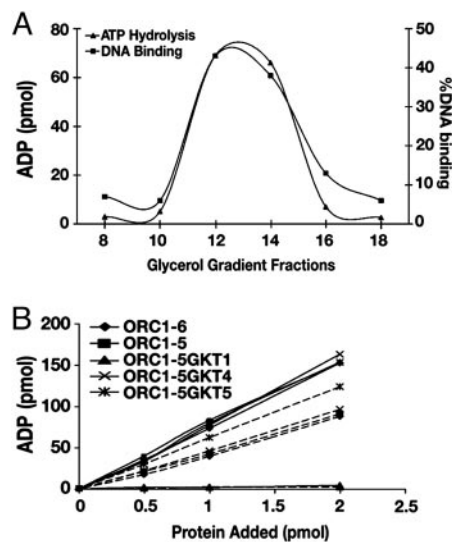 A
ATP Hydrolysis
DNA Binding
80
60
40
20
0
ADP (pmol)
50
40
30
20
10
0
%DNA binding
8 10 12 14 16 18
Glycerol Gradient Fractions
B
ORC1-6
ORC1-5
ORC1-5GKT1
ORC1-5GKT4
ORC1-5GKT5
200
150
100
50
0
ADP (pmol)
0 0.5 1 1.5 2 2.5
Protein Added (pmol)